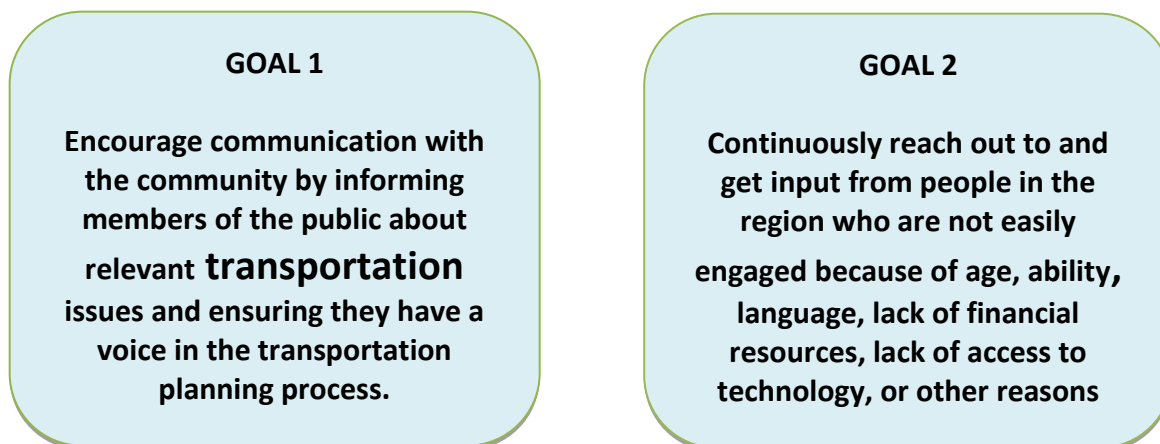 GOAL 1
Encourage communication with
the community by informing
members of the public about
relevant transportation
issues and ensuring they have a
voice in the transportation
planning process.
GOAL 2
Continuously reach out to and
get input from people in the
region who are not easily
engaged because of age, ability,
language, lack of financial
resources, lack of access to
technology, or other reasons